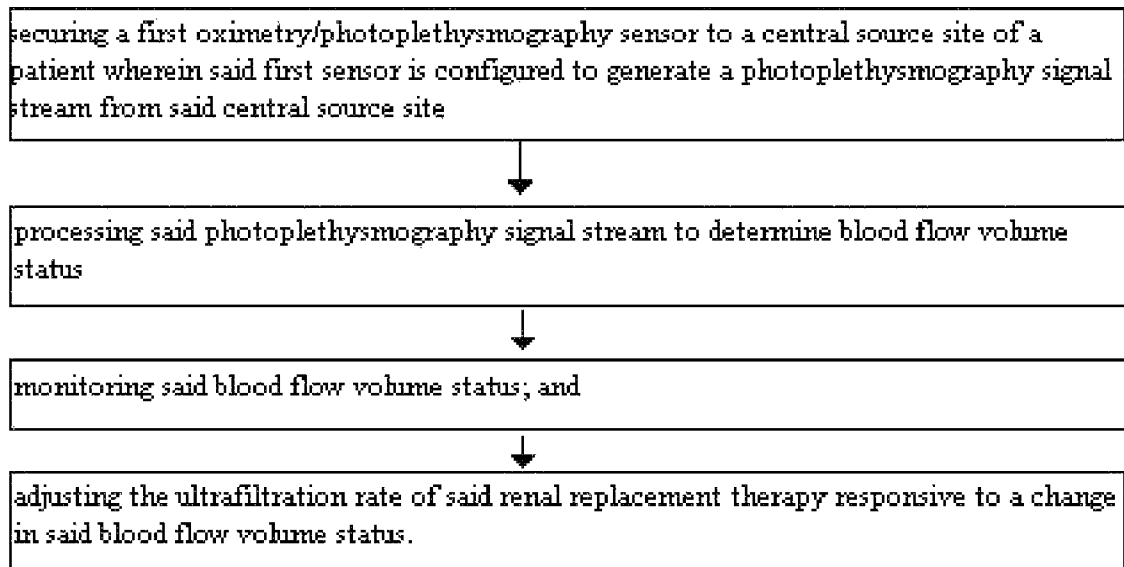 securing a first oximetry/photoplethysmography sensor to a central source site of a
patient wherein said first sensor is configured to generate a photoplethysmography signal
stream from said central source site
processing said photoplethysmography signal stream to determine blood flow volume
status
monitoring said blood flow volume status; and
adjusting the ultrafiltration rate of said renal replacement therapy responsive to a change
in said blood flow volume status.